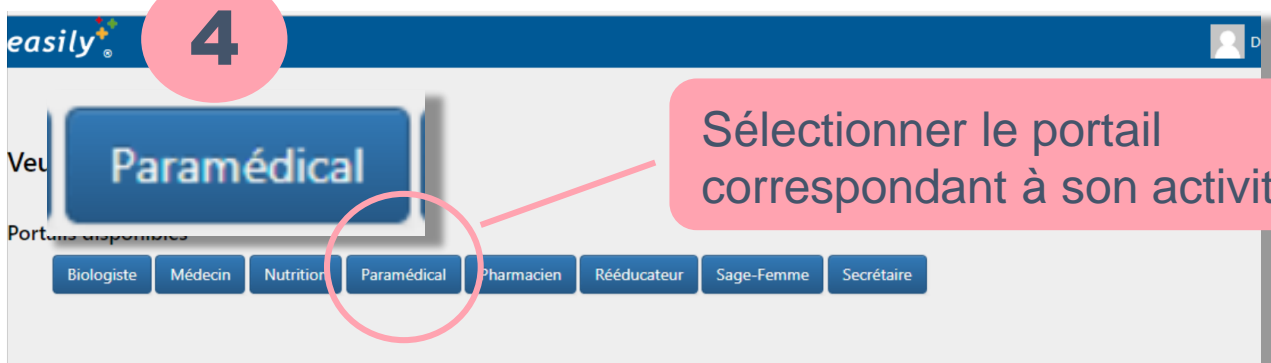 easily®
4
D
Paramédical
Sélectionner le portail
correspondant à son activit
Veu
Portails disponibles
Biologiste Médecin Nutrition Paramédical Pharmacien Rééducateur Sage-Femme Secrétaire